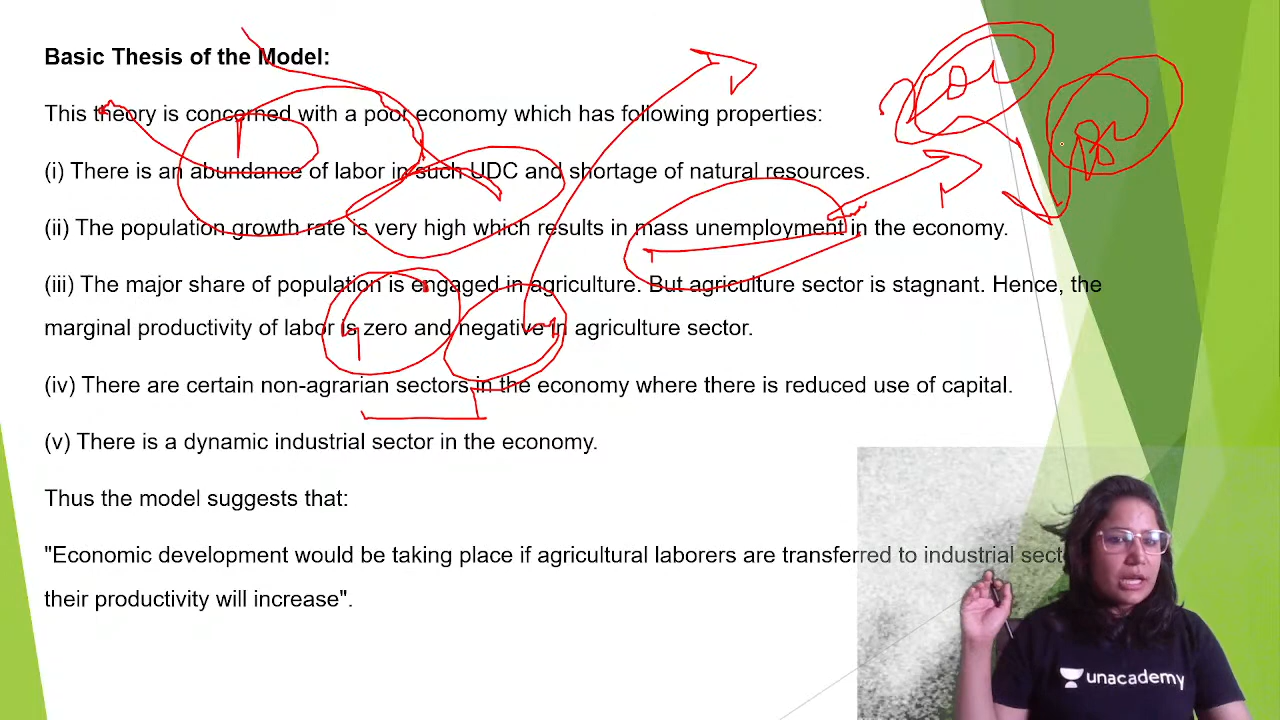 Basic Thesis of the Model:
This theory is concerned with a poor economy which has following properties:
(i) There is an abundance of labor in such UDC and shortage of natural resources.
(ii) The population growth rate is very high which results in mass unemployment in the economy.
(iii) The major share of population is engaged in agriculture. But agriculture sector is stagnant. Hence, the
marginal productivity of labor is zero and negative in agriculture sector.
(iv) There are certain non-agrarian sectors in the economy where there is reduced use of capital.
(v) There is a dynamic industrial sector in the economy.
Thus the model suggests that:
"Economic development would be taking place if agricultural laborers are transferred to industrial
their productivity will increase".
unacademy